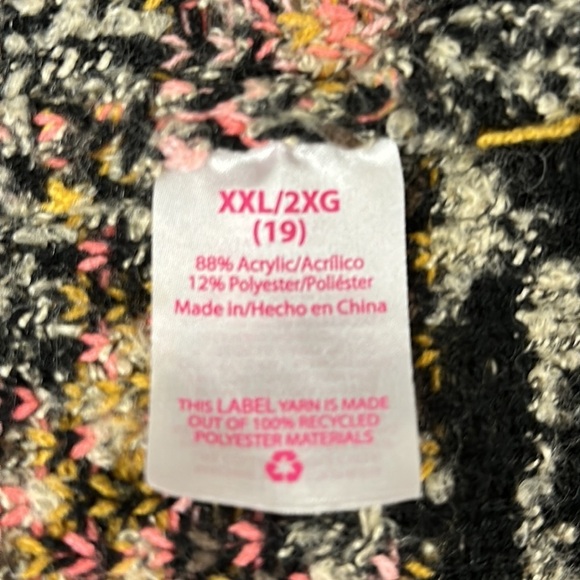 XXL/2XG
(19)
88% Acrylic/Acrílico
12% Polyester/Poliéster
Made in/Hecho en China
THIS LABEL YARN IS MADE
OUT OF 100% RECYCLED
POLYESTER MATERIALS